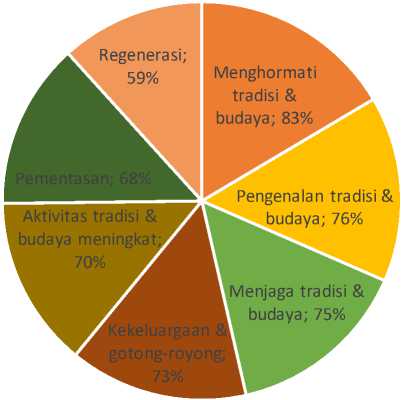 Regenerasi;
59%
Menghormati
tradisi &
budaya; 83%
Pengenalan tradisi &
budaya; 76%
Menjaga tradisi &
budaya; 75%
Kekeluargaan &
gotong-royong;
73%
Aktivitas tradisi &
budaya meningkat;
70%
Pementasan; 68%